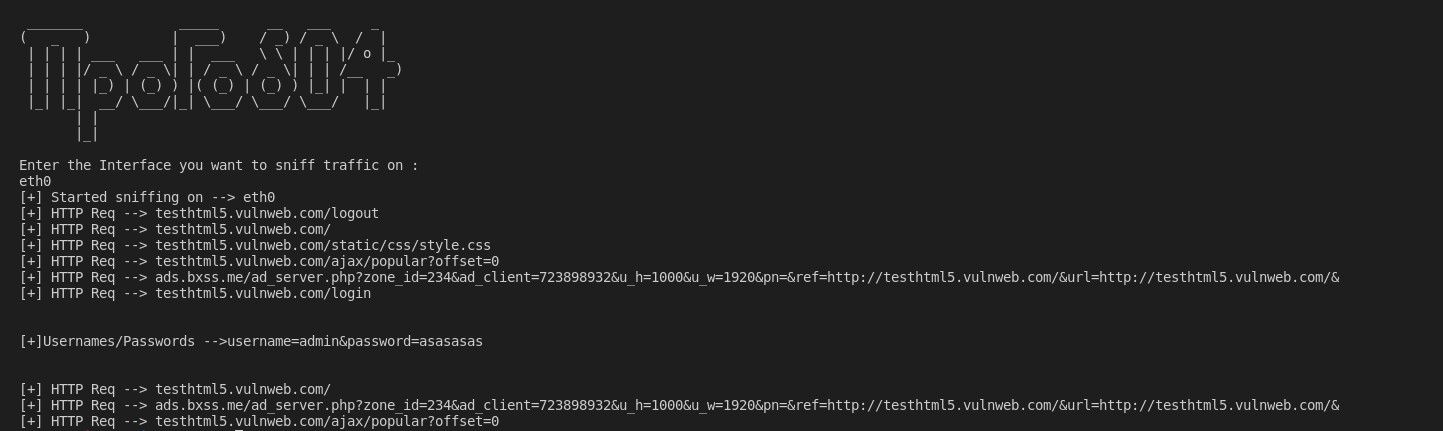 Enter the Interface you want to sniff traffic on :
eth0
[+] Started sniffing on --> eth0
[+] HTTP Req --> testhtml5.vulnweb.com/logout
[+] HTTP Req --> testhtml5.vulnweb.com/
[+] HTTP Req --> testhtml5.vulnweb.com/static/css/style.css
[+] HTTP Req --> testhtml5.vulnweb.com/ajax/popular?offset=0
[+] HTTP Req --> ads.bxss.me/ad_server.php?zone_id=234&ad_client=723898932&u_h=1000&u_w=1920&pn=&ref=http://testhtml5.vulnweb.com/&url=http://testhtml5.vulnweb.com/&
[+] HTTP Req --> testhtml5.vulnweb.com/login
[+]Usernames/Passwords -->username=admin&password=asasasas
[+] HTTP Req --> testhtml5.vulnweb.com/
[+] HTTP Req --> ads.bxss.me/ad_server.php?zone_id=234&ad_client=723898932&u_h=1000&u_w=1920&pn=&ref=http://testhtml5.vulnweb.com/&url=http://testhtml5.vulnweb.com/&
[+] HTTP Req --> testhtml5.vulnweb.com/ajax/popular?offset=0